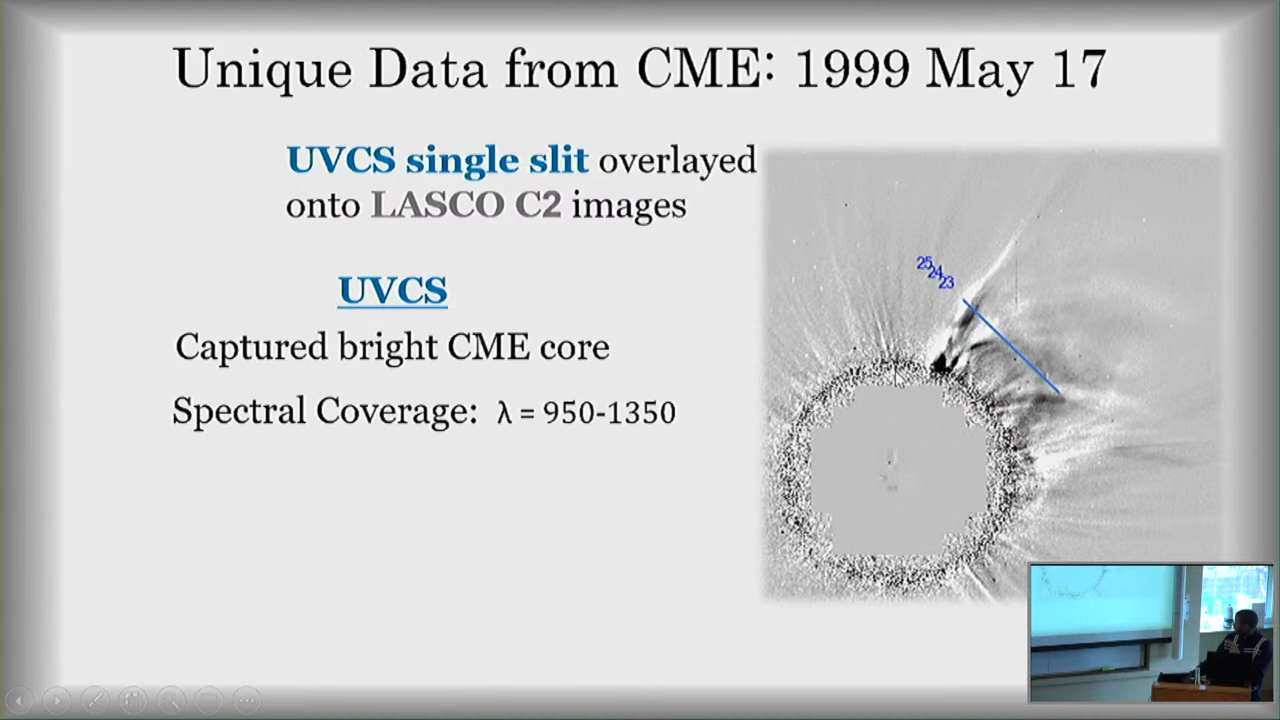 Unique Data from CME: 1999 May 17
UVCS single slit overlayed
onto LASCO C2 images
UVCS
Captured bright CME core
Spectral Coverage: λ = 950-1350
25
24
23